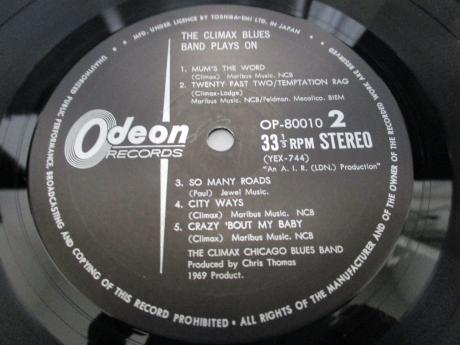 • MFG. UNDER LICENCE BY TOSHIBA-EMI LTD. IN JAPAN •
UNAUTHORIZED PUBLIC PERFORMANCE BROADCASTING AND COPYING OF THIS RECORD PROHIBITED • ALL RIGHTS OF THE MANUFACTURER AND OF THE OWNER OF THE RECORDED WORK ARE RESERVED
THE CLIMAX BLUES
BAND PLAYS ON
1. MUM'S THE WORD
(Climax) Maribus Music. NCB
2. TWENTY PAST TWO/TEMPTATION RAG
(Climax-Lodge)
Maribus Music. NCB/Feldman. Mecolico. BIEM
Odeon
RECORDS
OP-80010 2
33 1/3 RPM STEREO
(YEX-744)
"An A. I. R. (LDN.) Production"
3. SO MANY ROADS
(Paul) Jewel Music.
4. CITY WAYS
(Climax) Maribus Music. NCB
5. CRAZY 'BOUT MY BABY
(Climax) Maribus Music. NCB
THE CLIMAX CHICAGO BLUES BAND
Produced by Chris Thomas
1969 Product.